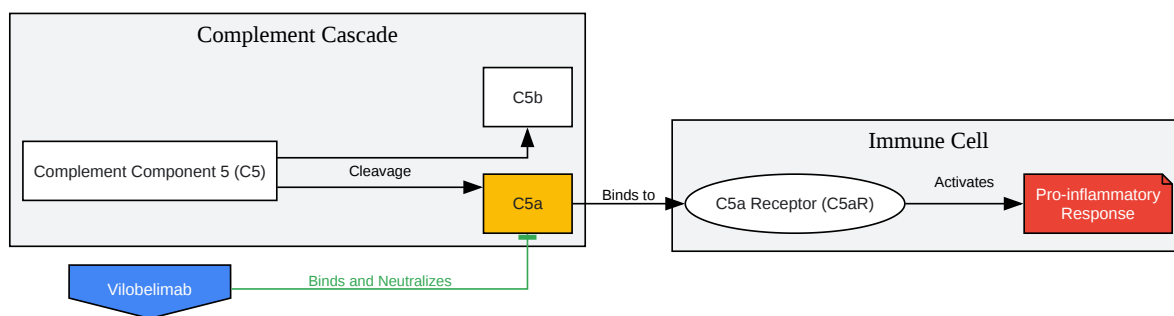 Complement Cascade
C5b
Complement Component 5 (C5)
Cleavage
C5a
Binds to
Immune Cell
C5a Receptor (C5aR)
Activates
Pro-inflammatory
Response
Vilobelimab
Binds and Neutralizes